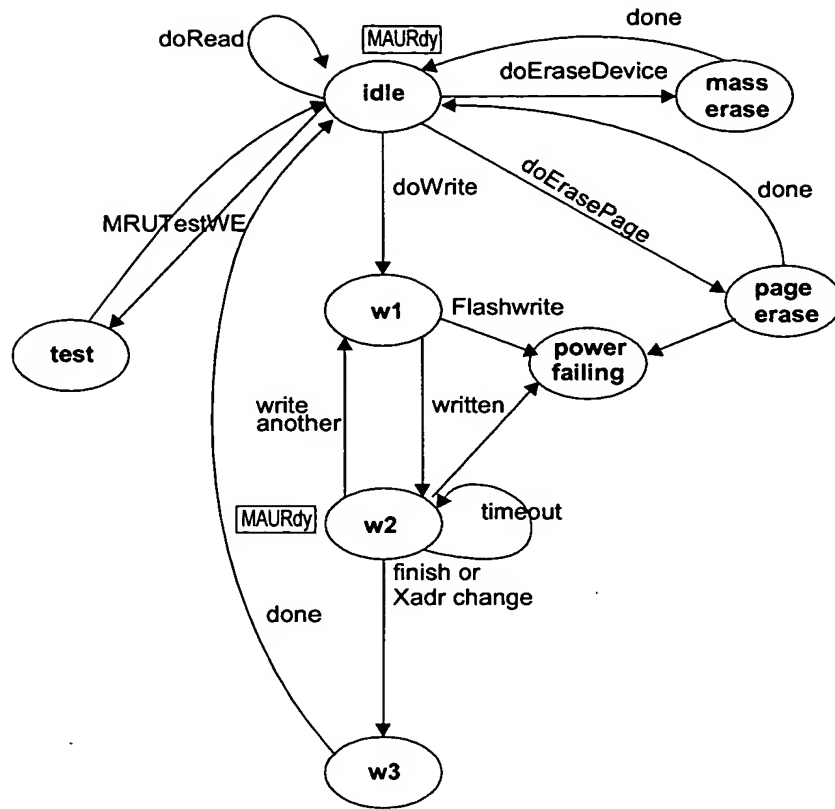 done
doRead
MAURdy
doEraseDevice
idle
mass
erase
doWrite
doErasePage
done
MRUTestWE
w1
Flashwrite
page
erase
test
power
failing
write
another
written
MAURdy
w2
timeout
finish or
Xadr change
done
w3